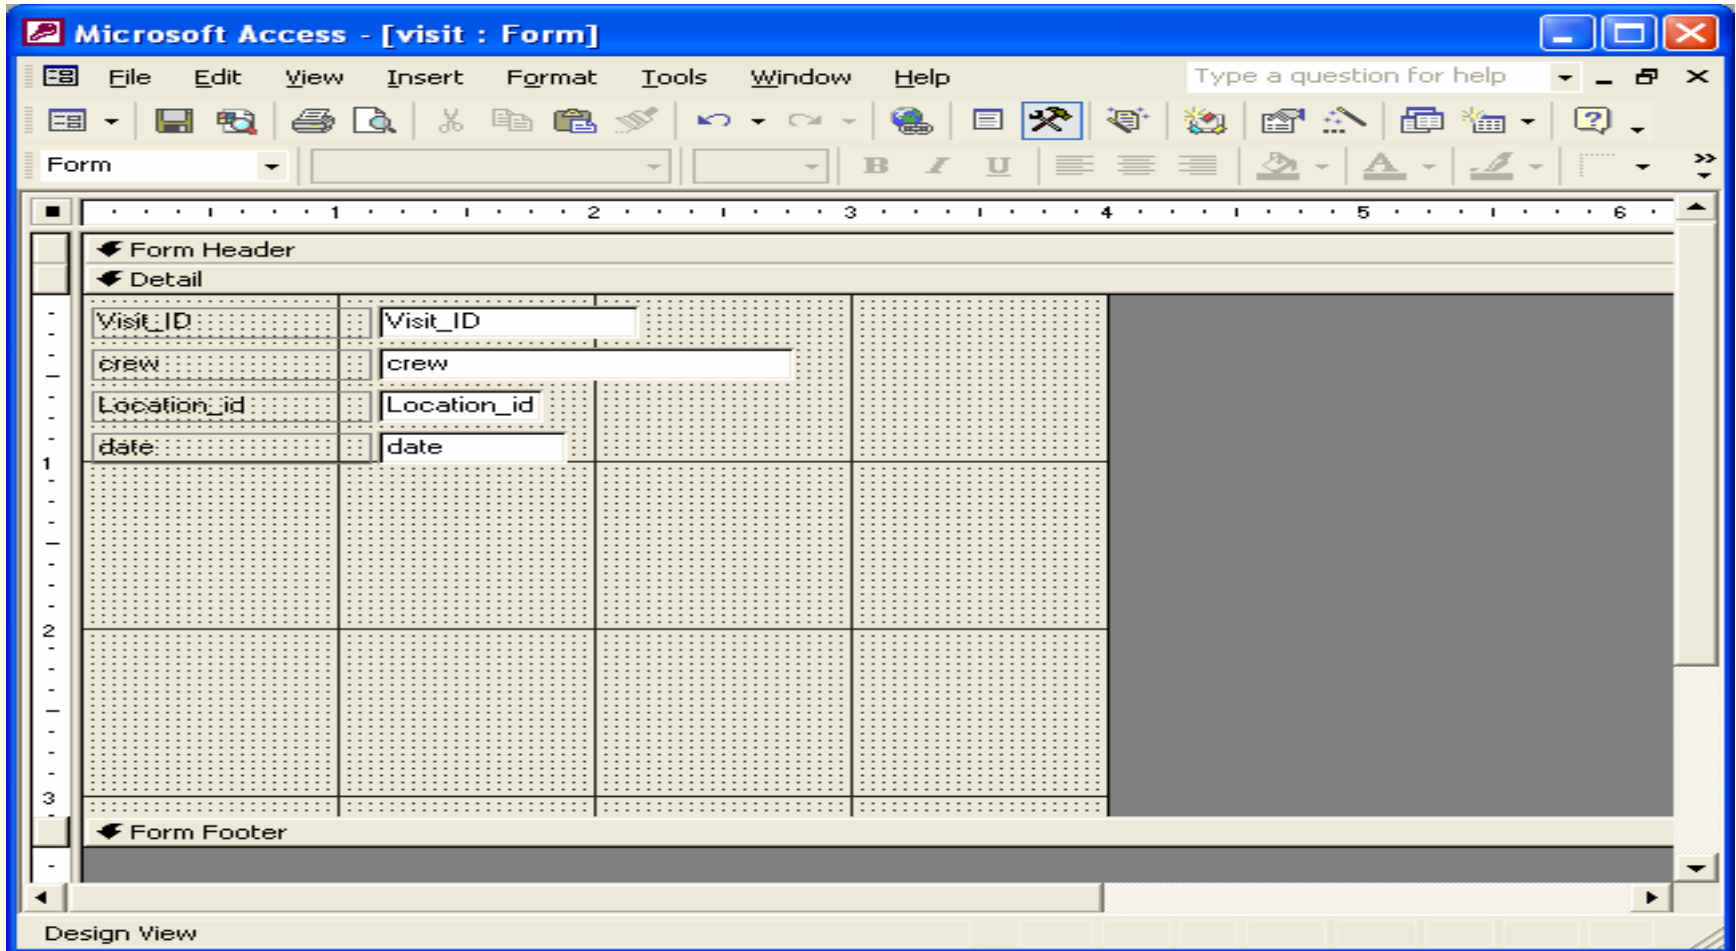 Microsoft Access - [visit : Form]
File Edit View Insert Format Tools Window Help Type a question for help
Form B I U A
1 2 3 4 5 6
Form Header
Detail
Visit_ID Visit_ID
crew crew
Location_id Location_id
date date
1
2
3
Form Footer
Design View